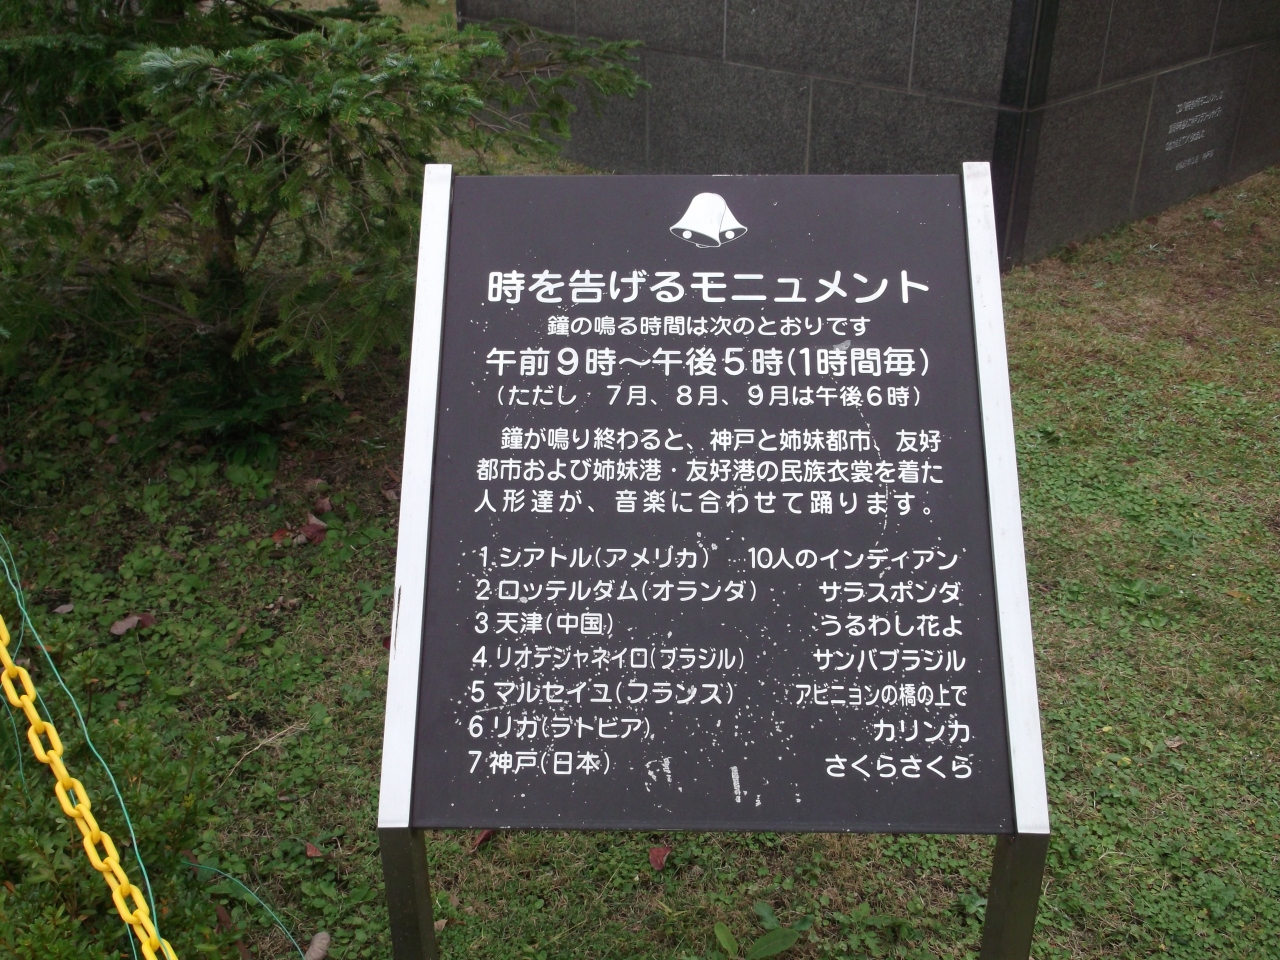 時を告げるモニュメント
鐘の鳴る時間は次のとおりです
午前9時～午後5時(1時間毎)
(ただし 7月、8月、9月は午後6時)
鐘が鳴り終わると、神戸と姉妹都市、友好
都市および姉妹港・友好港の民族衣裳を着た
人形達が、音楽に合わせて踊ります。
1 シアトル(アメリカ) 10人のインディアン
2 ロッテルダム(オランダ) サラスポンダ
3 天津(中国) うるわし花よ
4 リオデジャネイロ(ブラジル) サンバブラジル
5 マルセイユ(フランス) アビニョンの橋の上で
6 リガ(ラトビア) カリンカ
7 神戸(日本) さくらさくら